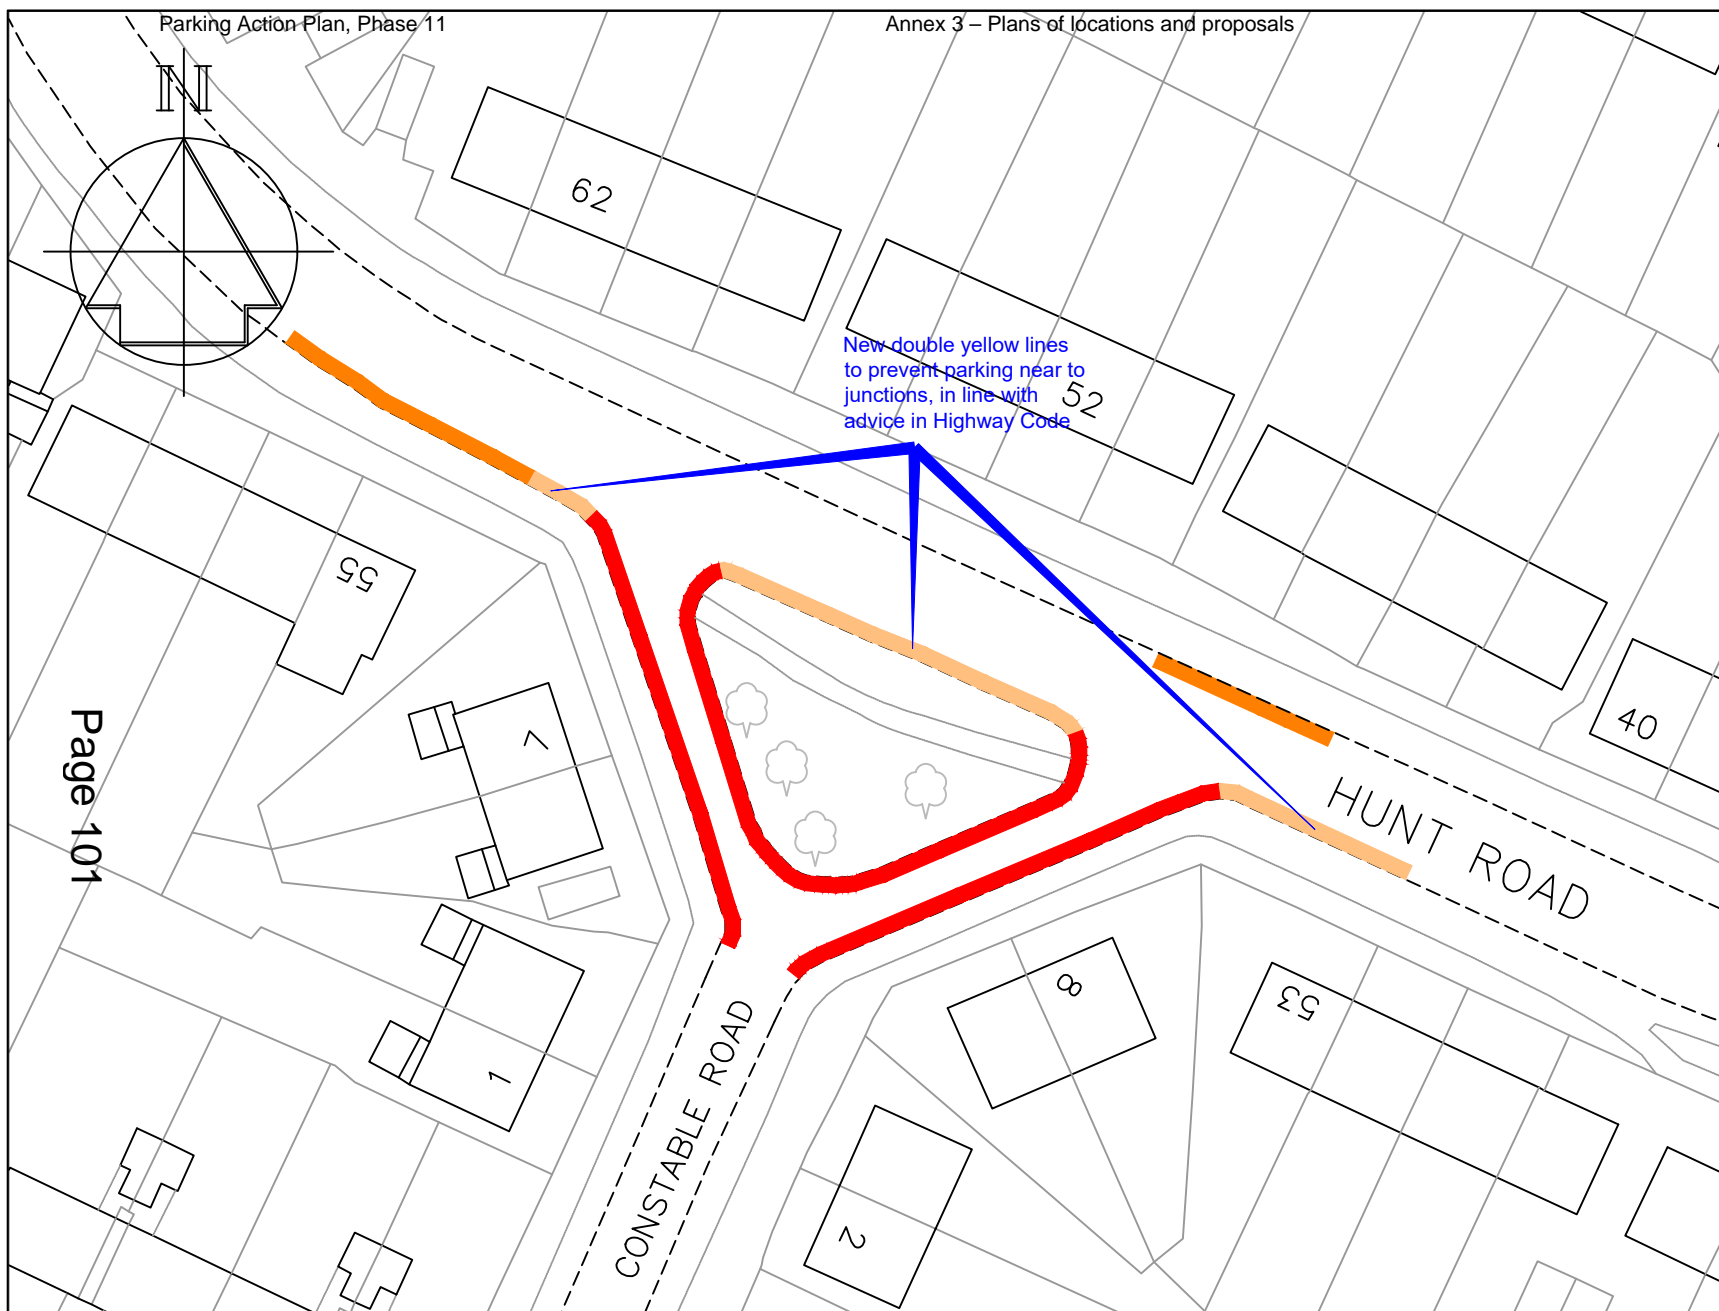 Parking Action Plan, Phase 11
Annex 3 – Plans of locations and proposals
N
62
New double yellow lines
to prevent parking near to
junctions, in line with
advice in Highway Code
52
55
40
7
HUNT ROAD
Page 101
8
53
1
CONSTABLE ROAD
2